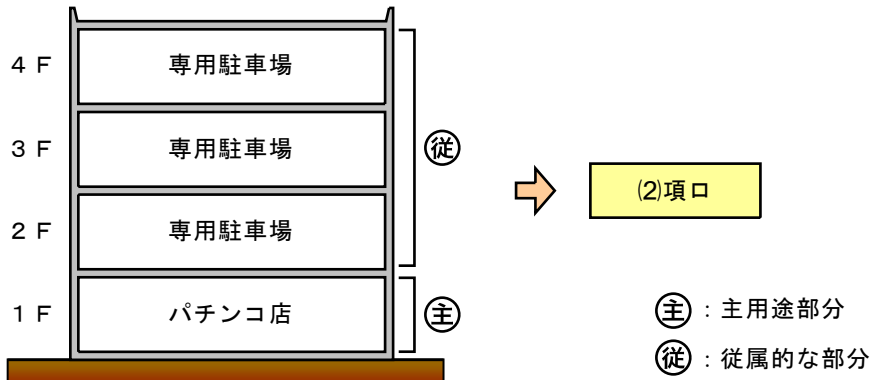 ４Ｆ 専用駐車場
３Ｆ 専用駐車場 従
２Ｆ 専用駐車場 ⑵項ロ
１Ｆ パチンコ店 主
主：主用途部分
従：従属的な部分